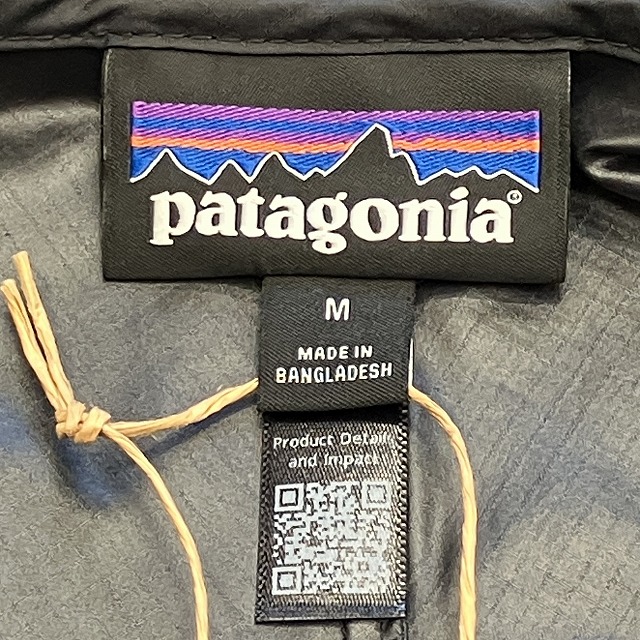 patagonia®
M
MADE IN
BANGLADESH
Product Details
and Impact